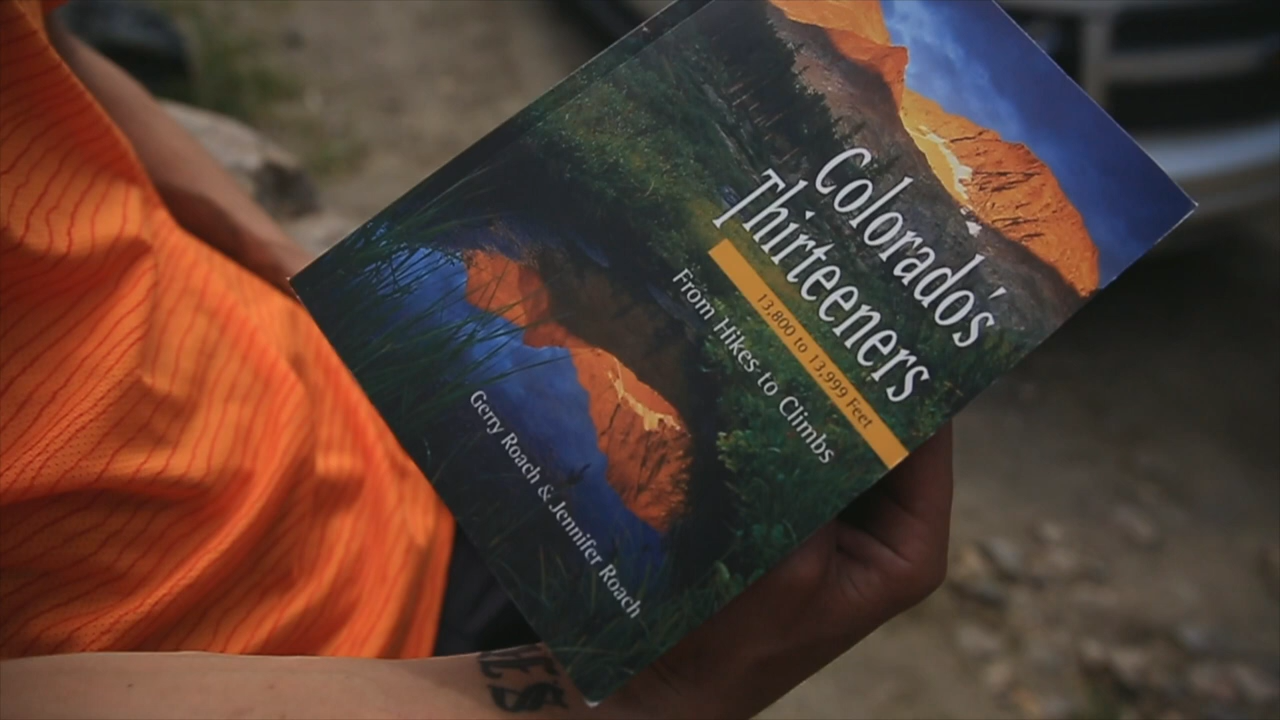 Colorado's
Thirteeners
13,800 to 13,999 Feet
From Hikes to Climbs
Gerry Roach & Jennifer Roach